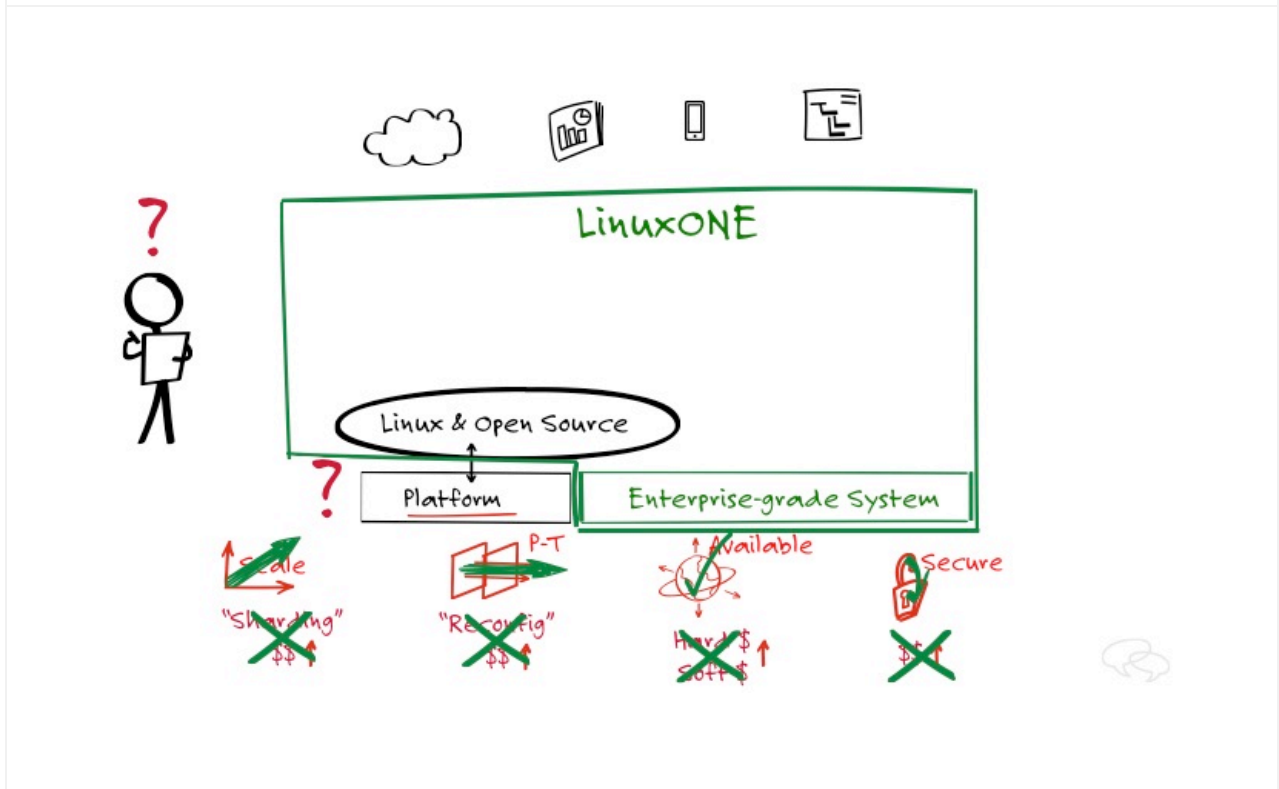 ?
LinuxONE
Linux & Open Source
?
Platform
Enterprise-grade System
Scale
P-T
Available
Secure
"Sharding"
$$
"Reconfig"
$$
Hard $
Soft $
$$